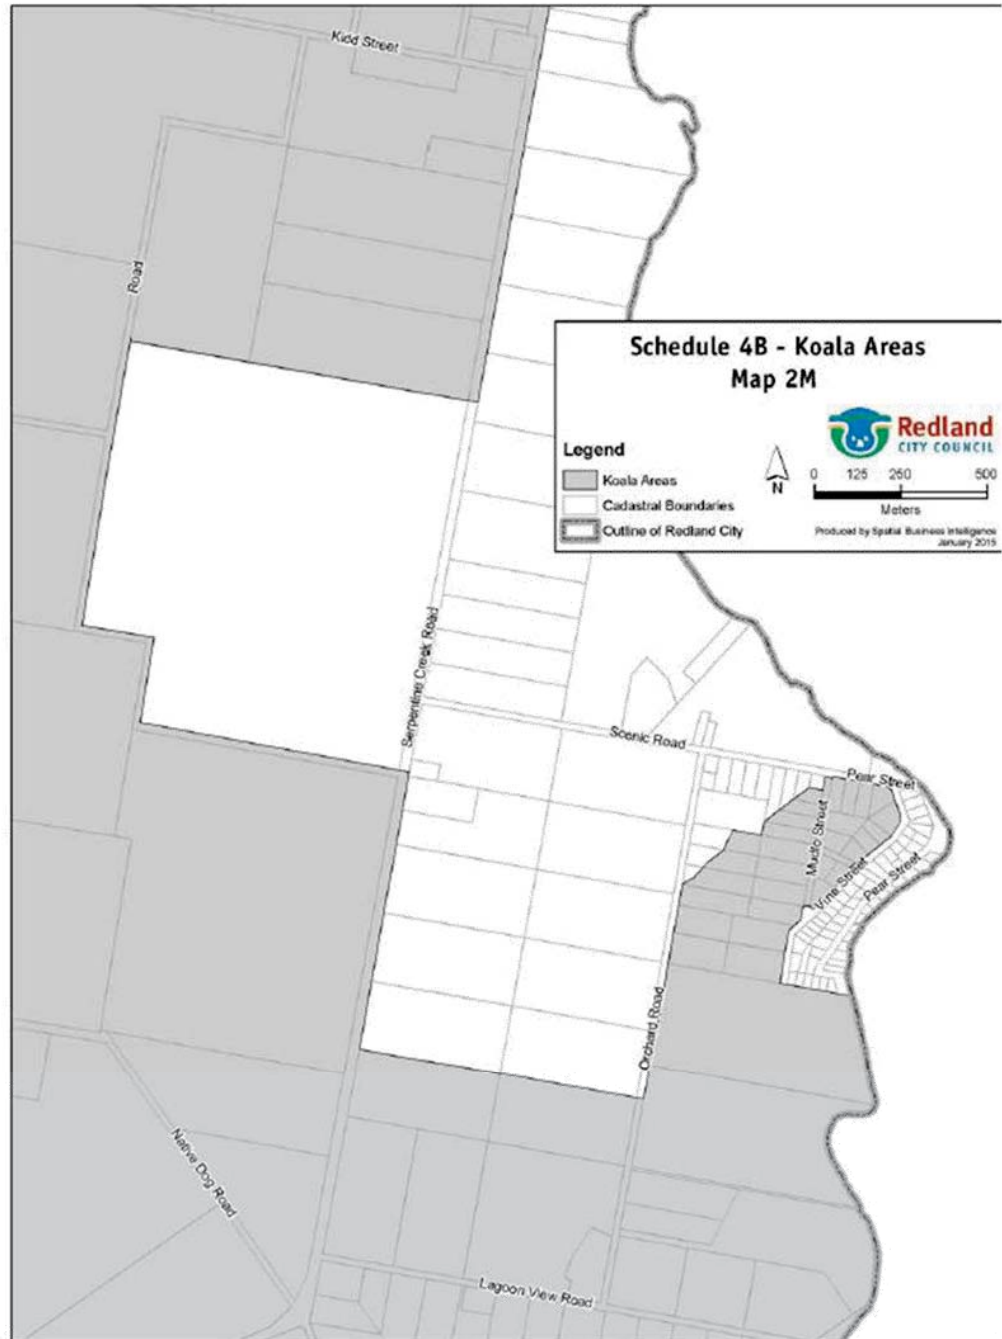 Kidd Street
Road
Schedule 4B - Koala Areas
Map 2M
Redland
CITY COUNCIL
Legend
Koala Areas
Cadastral Boundaries
Outline of Redland City
N
0 125 250 500
Meters
Produced by Spatial Business Intelligence
January 2015
Serpentine Creek Road
Scenic Road
Pear Street
Mudlo Street
Vine Street
Pear Street
Orchard Road
Native Dog Road
Lagoon View Road